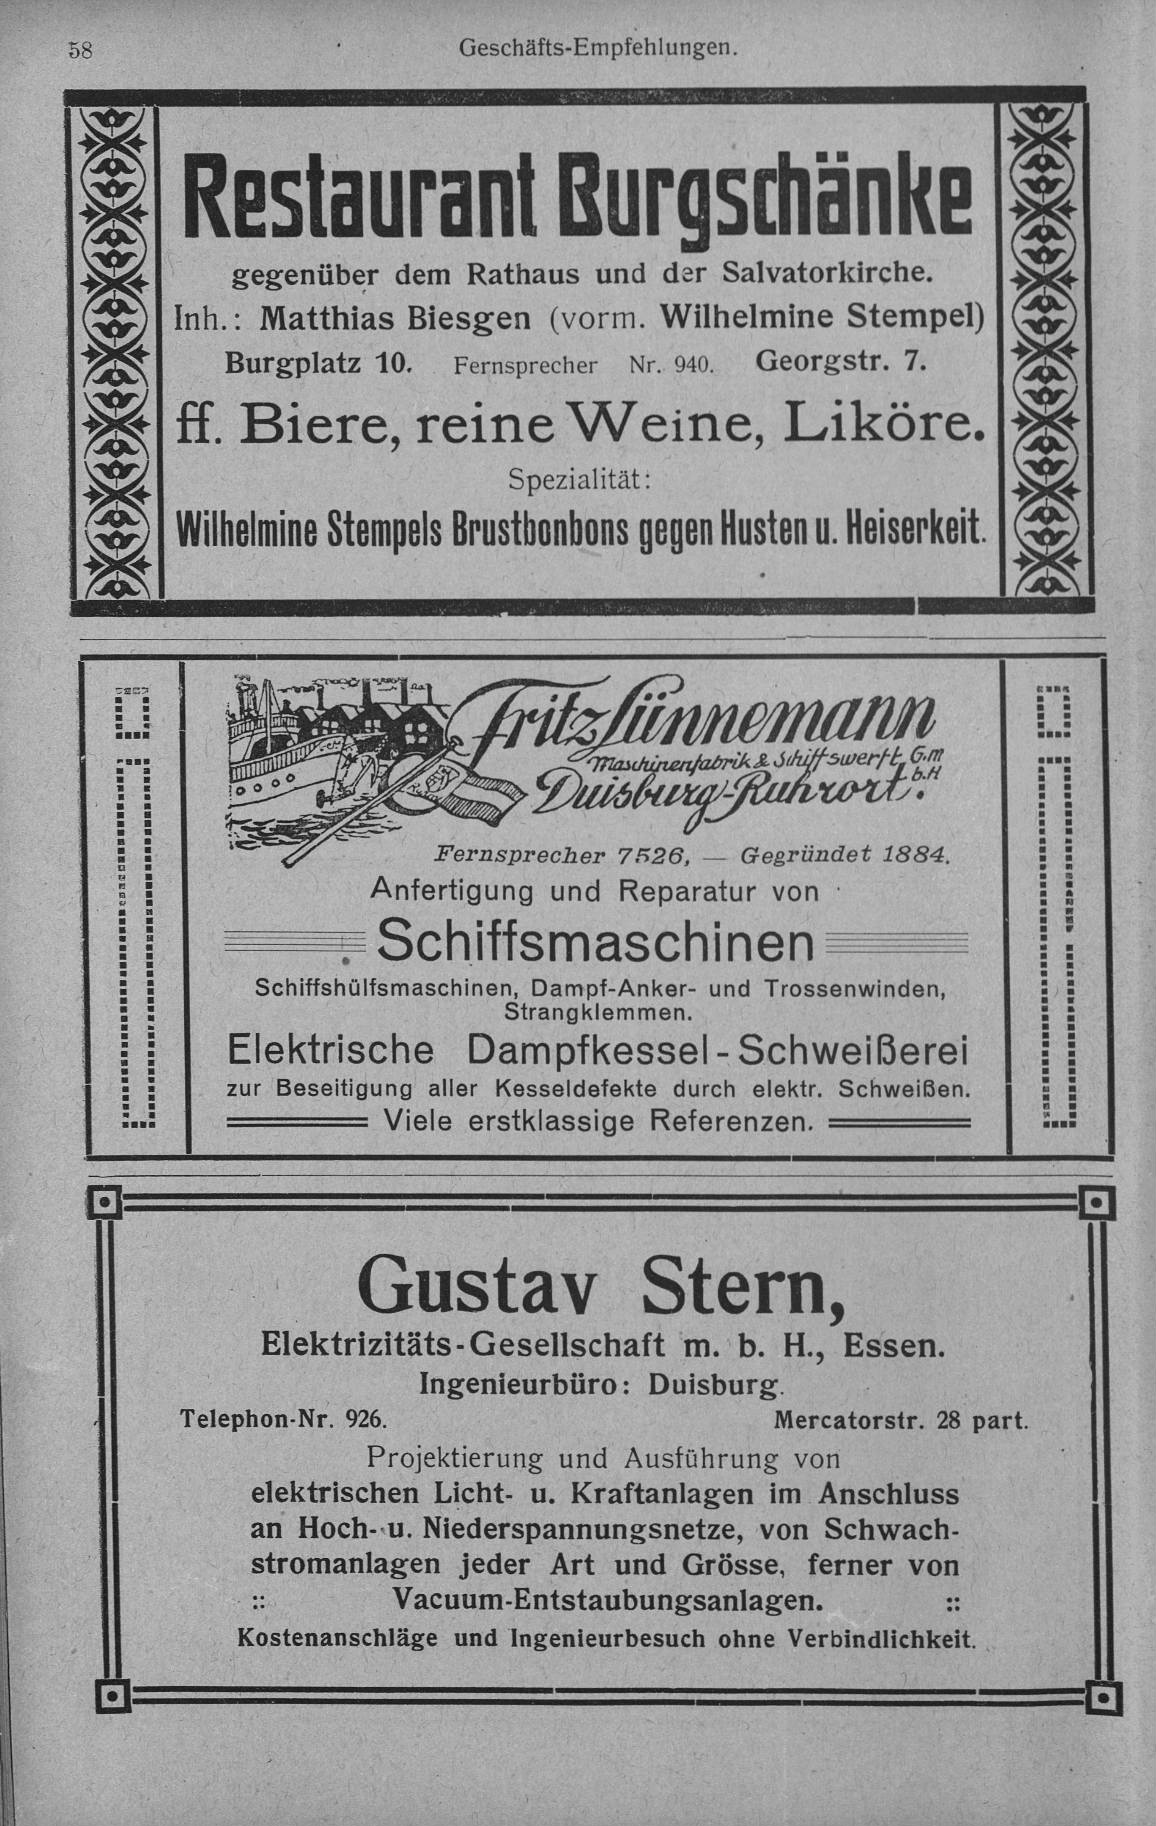 58
Geschäfts-Empfehlungen.
Restaurant Burgschänke
gegenüber dem Rathaus und der Salvatorkirche.
Inh.: Matthias Biesgen (vorm. Wilhelmine Stempel)
Burgplatz 10. Fernsprecher Nr. 940. Georgstr. 7.
ff. Biere, reine Weine, Liköre.
Spezialität:
Wilhelmine Stempels Brustbonbons gegen Husten u. Heiserkeit.
Fritz Lünnemann
Maschinenfabrik & Schiffswerft G.m.b.H
Duisburg-Ruhrort.
Fernsprecher 7526, — Gegründet 1884.
Anfertigung und Reparatur von
Schiffsmaschinen
Schiffshülfsmaschinen, Dampf-Anker- und Trossenwinden,
Strangklemmen.
Elektrische Dampfkessel-Schweißerei
zur Beseitigung aller Kesseldefekte durch elektr. Schweißen.
Viele erstklassige Referenzen.
Gustav Stern,
Elektrizitäts-Gesellschaft m. b. H., Essen.
Ingenieurbüro: Duisburg.
Telephon-Nr. 926. Mercatorstr. 28 part.
Projektierung und Ausführung von
elektrischen Licht- u. Kraftanlagen im Anschluss
an Hoch- u. Niederspannungsnetze, von Schwach-
stromanlagen jeder Art und Grösse, ferner von
:: Vacuum-Entstaubungsanlagen. ::
Kostenanschläge und Ingenieurbesuch ohne Verbindlichkeit.